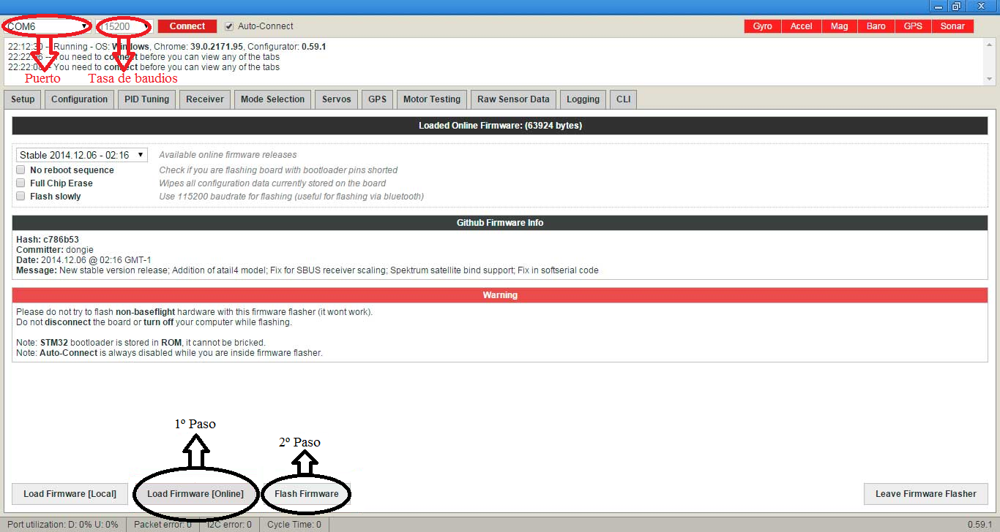 COM6 115200 Connect Auto-Connect Gyro Accel Mag Baro GPS Sonar
22:12:30 -- Running - OS: Windows, Chrome: 39.0.2171.95, Configurator: 0.59.1
-- You need to connect before you can view any of the tabs
-- You need to connect before you can view any of the tabs
Puerto Tasa de baudios
Setup Configuration PID Tuning Receiver Mode Selection Servos GPS Motor Testing Raw Sensor Data Logging CLI
Loaded Online Firmware: (63924 bytes)
Stable 2014.12.06 - 02:16 Available online firmware releases
No reboot sequence Check if you are flashing board with bootloader pins shorted
Full Chip Erase Wipes all configuration data currently stored on the board
Flash slowly Use 115200 baudrate for flashing (useful for flashing via bluetooth)
Github Firmware Info
Hash: c786b53
Committer: dongie
Date: 2014.12.06 @ 02:16 GMT-1
Message: New stable version release; Addition of atail4 model; Fix for SBUS receiver scaling; Spektrum satellite bind support; Fix in softserial code
Warning
Please do not try to flash non-baseflight hardware with this firmware flasher (it wont work).
Do not disconnect the board or turn off your computer while flashing.
Note: STM32 bootloader is stored in ROM, it cannot be bricked.
Note: Auto-Connect is always disabled while you are inside firmware flasher.
1º Paso
2º Paso
Load Firmware [Local] Load Firmware [Online] Flash Firmware Leave Firmware Flasher
Port utilization: D: 0% U: 0% Packet error: 0 I2C error: 0 Cycle Time: 0 0.59.1